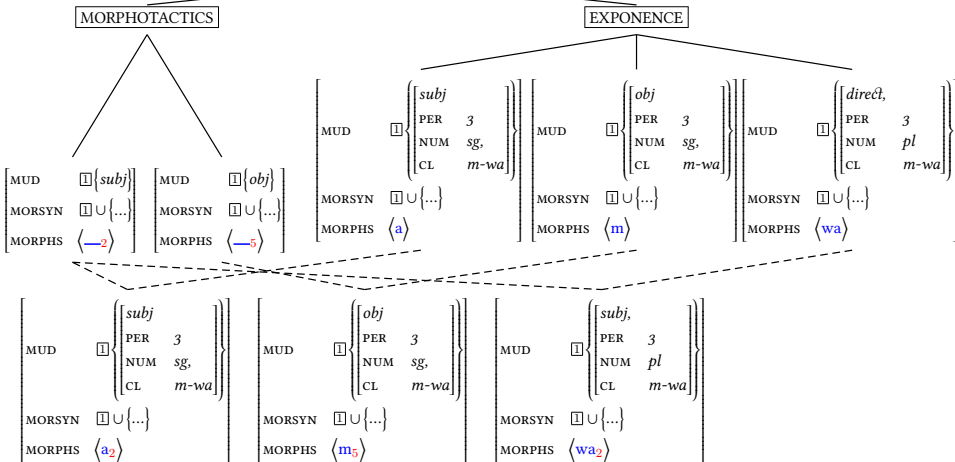 MORPHOTACTICS EXPONENCE
subj obj direct,
PER 3 PER 3 PER 3
MUD 1 NUM sg, MUD 1 NUM sg, MUD 1 NUM pl
CL m-wa CL m-wa CL m-wa
MUD 1{subj} MUD 1{obj}
MORSYN 1∪{...} MORSYN 1∪{...} MORSYN 1∪{...}
MORSYN 1∪{...} MORSYN 1∪{...}
MORPHS ⟨a⟩ MORPHS ⟨m⟩ MORPHS ⟨wa⟩
MORPHS ⟨__2⟩ MORPHS ⟨__5⟩
subj obj subj,
PER 3 PER 3 PER 3
MUD 1 NUM sg, MUD 1 NUM sg, MUD 1 NUM pl
CL m-wa CL m-wa CL m-wa
MORSYN 1∪{...} MORSYN 1∪{...} MORSYN 1∪{...}
MORPHS ⟨a2⟩ MORPHS ⟨m5⟩ MORPHS ⟨wa2⟩